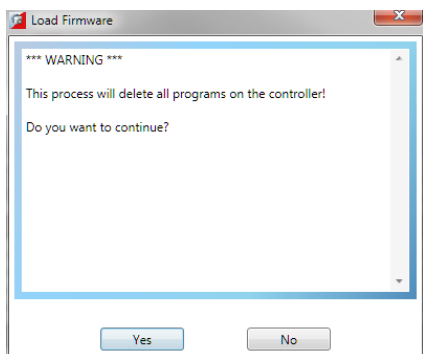 Load Firmware
*** WARNING ***
This process will delete all programs on the controller!
Do you want to continue?
Yes No